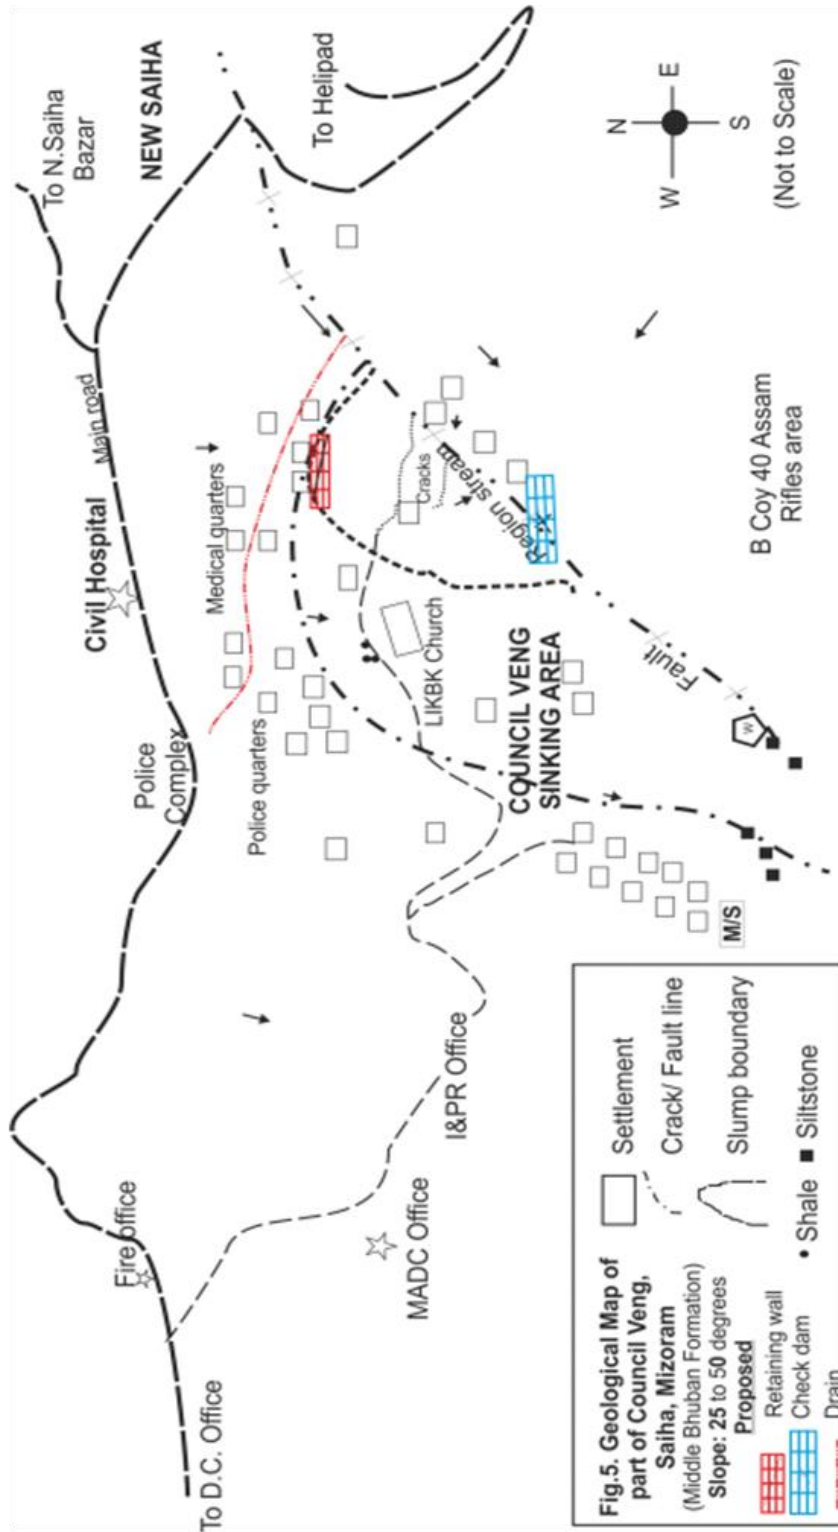 To N.Saiha
Bazar
NEW SAIHA
To Helipad
N
E
S
W
(Not to Scale)
Main road
Civil Hospital
Medical quarters
Cracks
Region stream
B Coy 40 Assam
Rifles area
Police
Complex
Police quarters
LIKBK Church
COUNCIL VENG
SINKING AREA
Fault
W
M/S
Fire office
I&PR Office
MADC Office
To D.C. Office
Fig.5. Geological Map of
part of Council Veng,
Saiha, Mizoram
(Middle Bhuban Formation)
Slope: 25 to 50 degrees
Proposed
Retaining wall
Check dam
Drain
Settlement
Crack/ Fault line
Slump boundary
Shale
Siltstone